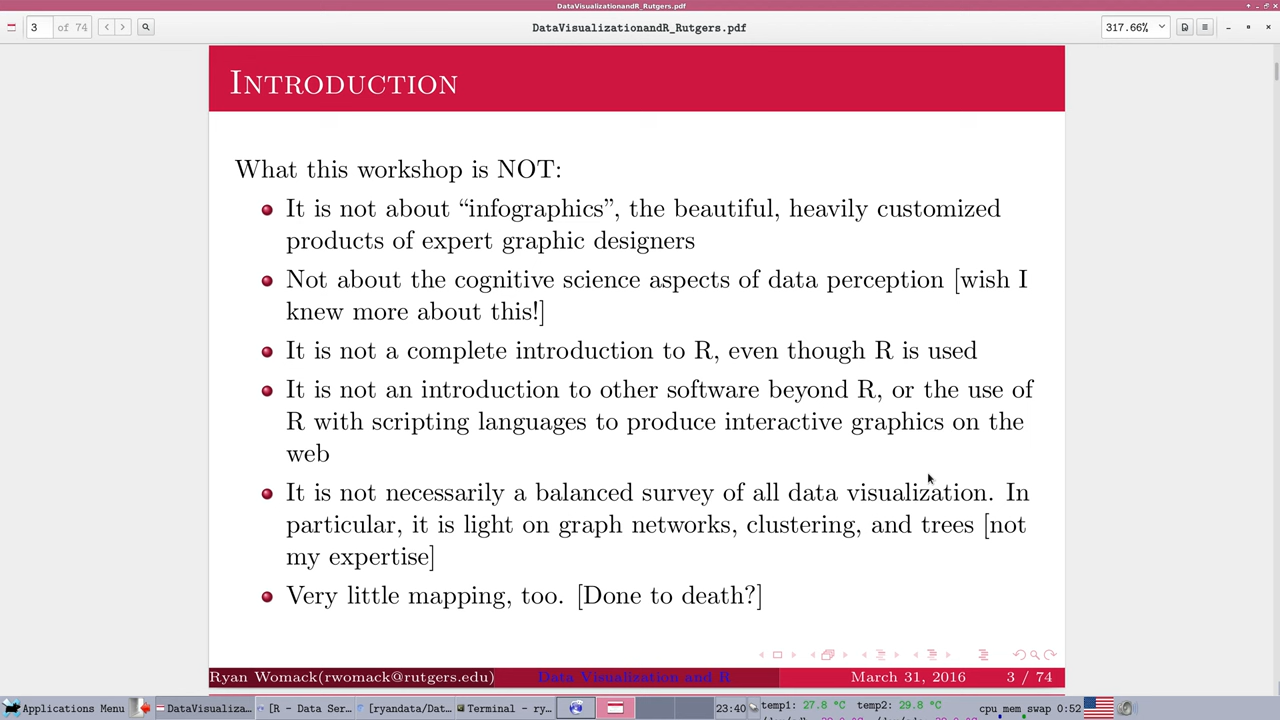 DataVisualizationandR_Rutgers.pdf
3 of 74
DataVisualizationandR_Rutgers.pdf
317.66%
Introduction
What this workshop is NOT:
It is not about “infographics”, the beautiful, heavily customized
products of expert graphic designers
Not about the cognitive science aspects of data perception [wish I
knew more about this!]
It is not a complete introduction to R, even though R is used
It is not an introduction to other software beyond R, or the use of
R with scripting languages to produce interactive graphics on the
web
It is not necessarily a balanced survey of all data visualization. In
particular, it is light on graph networks, clustering, and trees [not
my expertise]
Very little mapping, too. [Done to death?]
Ryan Womack(rwomack@rutgers.edu) Data Visualization and R March 31, 2016 3 / 74
Applications Menu DataVisualiza... [R - Data Ser... [ryanbistro/Dat... Terminal - ry... 23:40 temp1: 27.8 °C temp2: 29.8 °C cpu mem swap 0:52